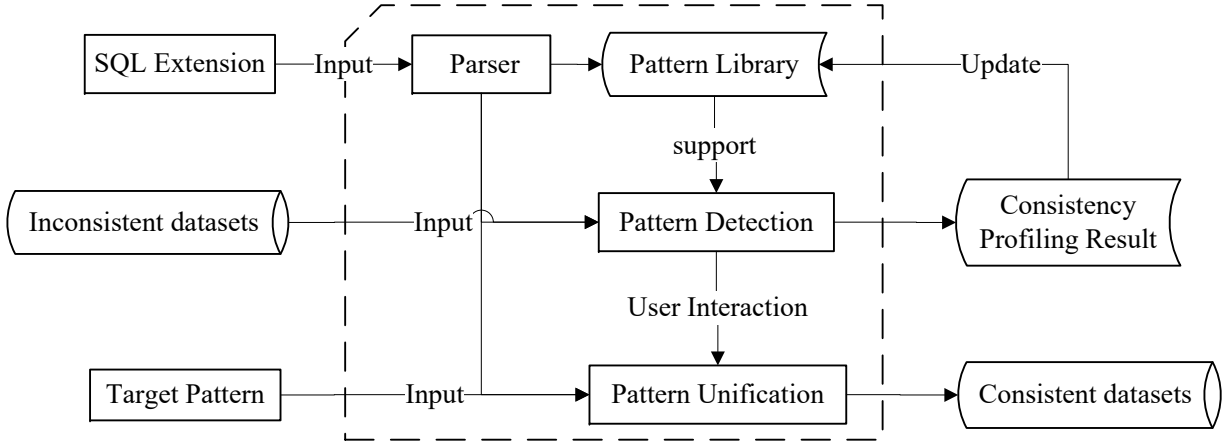 SQL Extension
Input
Parser
Pattern Library
Update
support
Inconsistent datasets
Input
Pattern Detection
Consistency
Profiling Result
User Interaction
Target Pattern
Input
Pattern Unification
Consistent datasets